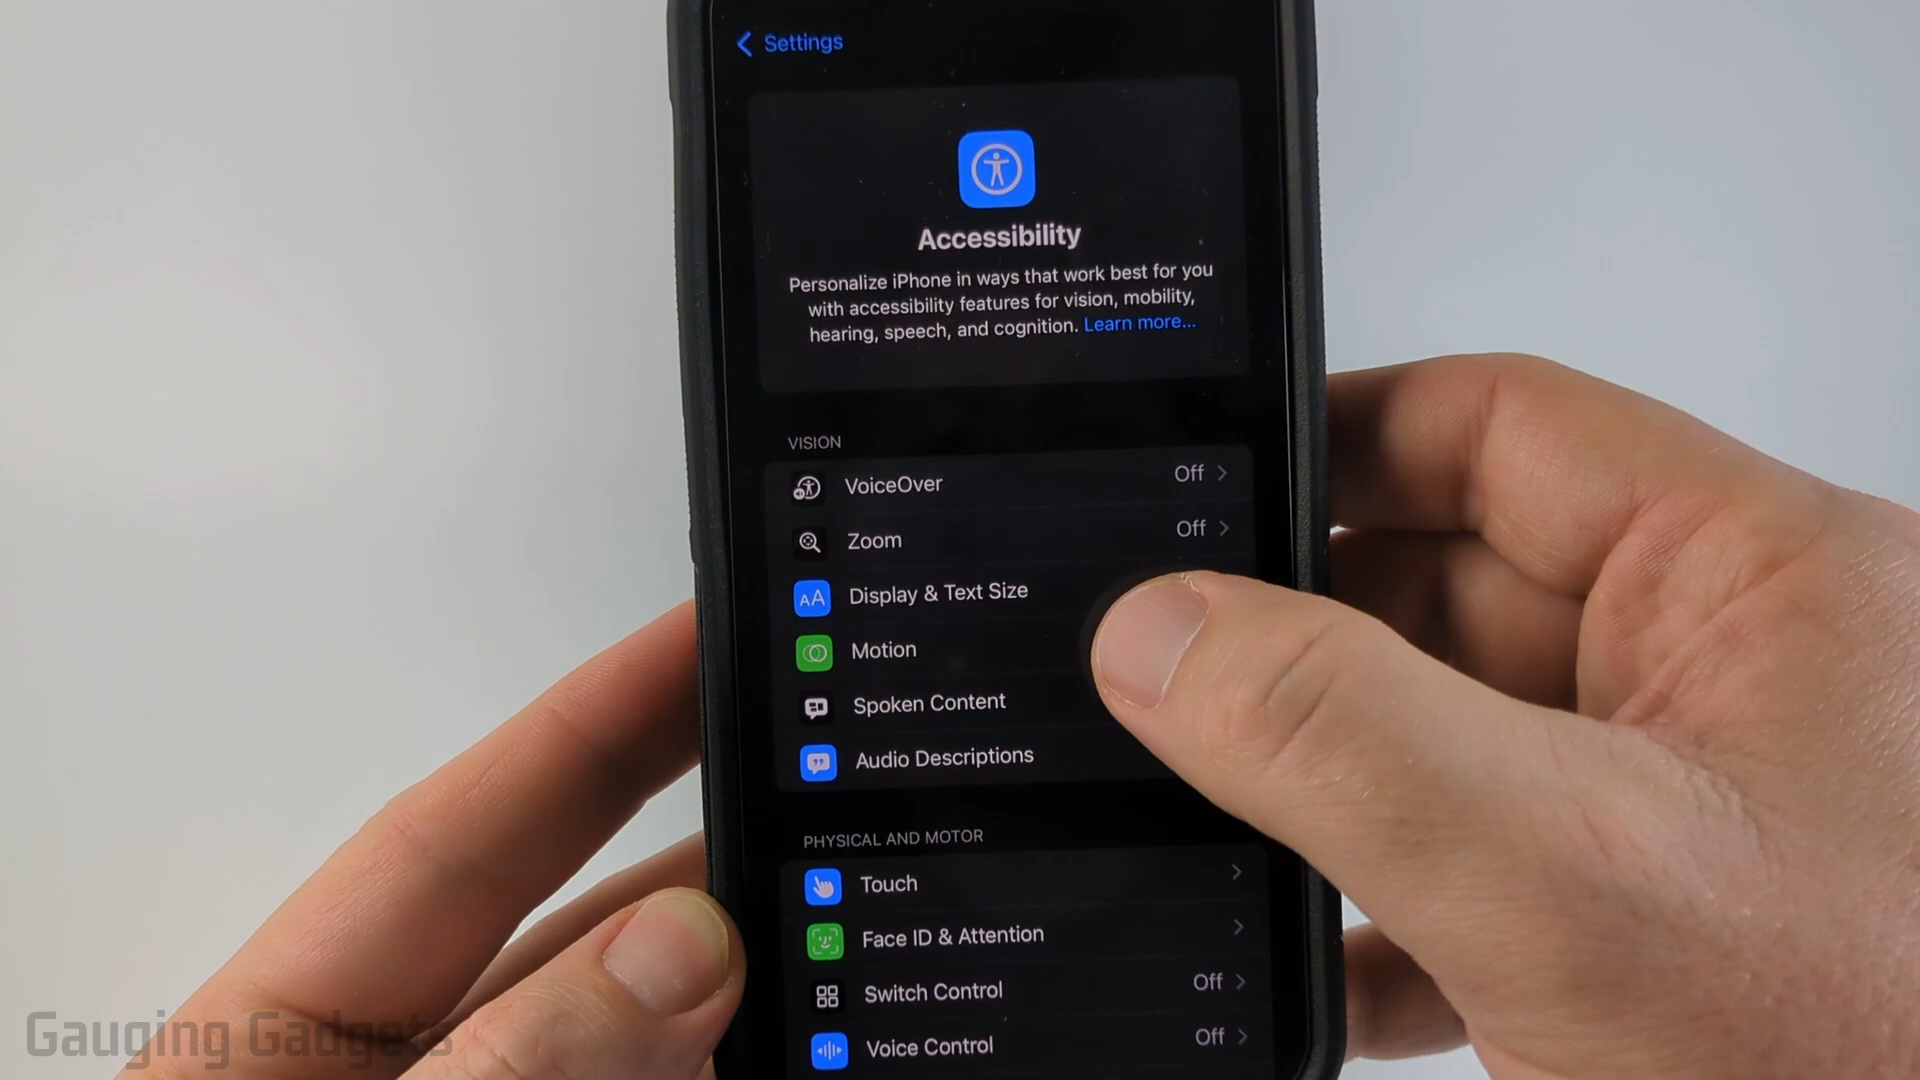 Settings
Accessibility
Personalize iPhone in ways that work best for you
with accessibility features for vision, mobility,
hearing, speech, and cognition. Learn more...
VISION
VoiceOver Off
Zoom Off
AA Display & Text Size
Motion
Spoken Content
Audio Descriptions
PHYSICAL AND MOTOR
Touch
Face ID & Attention
Switch Control Off
Voice Control Off
Gauging Gadgets